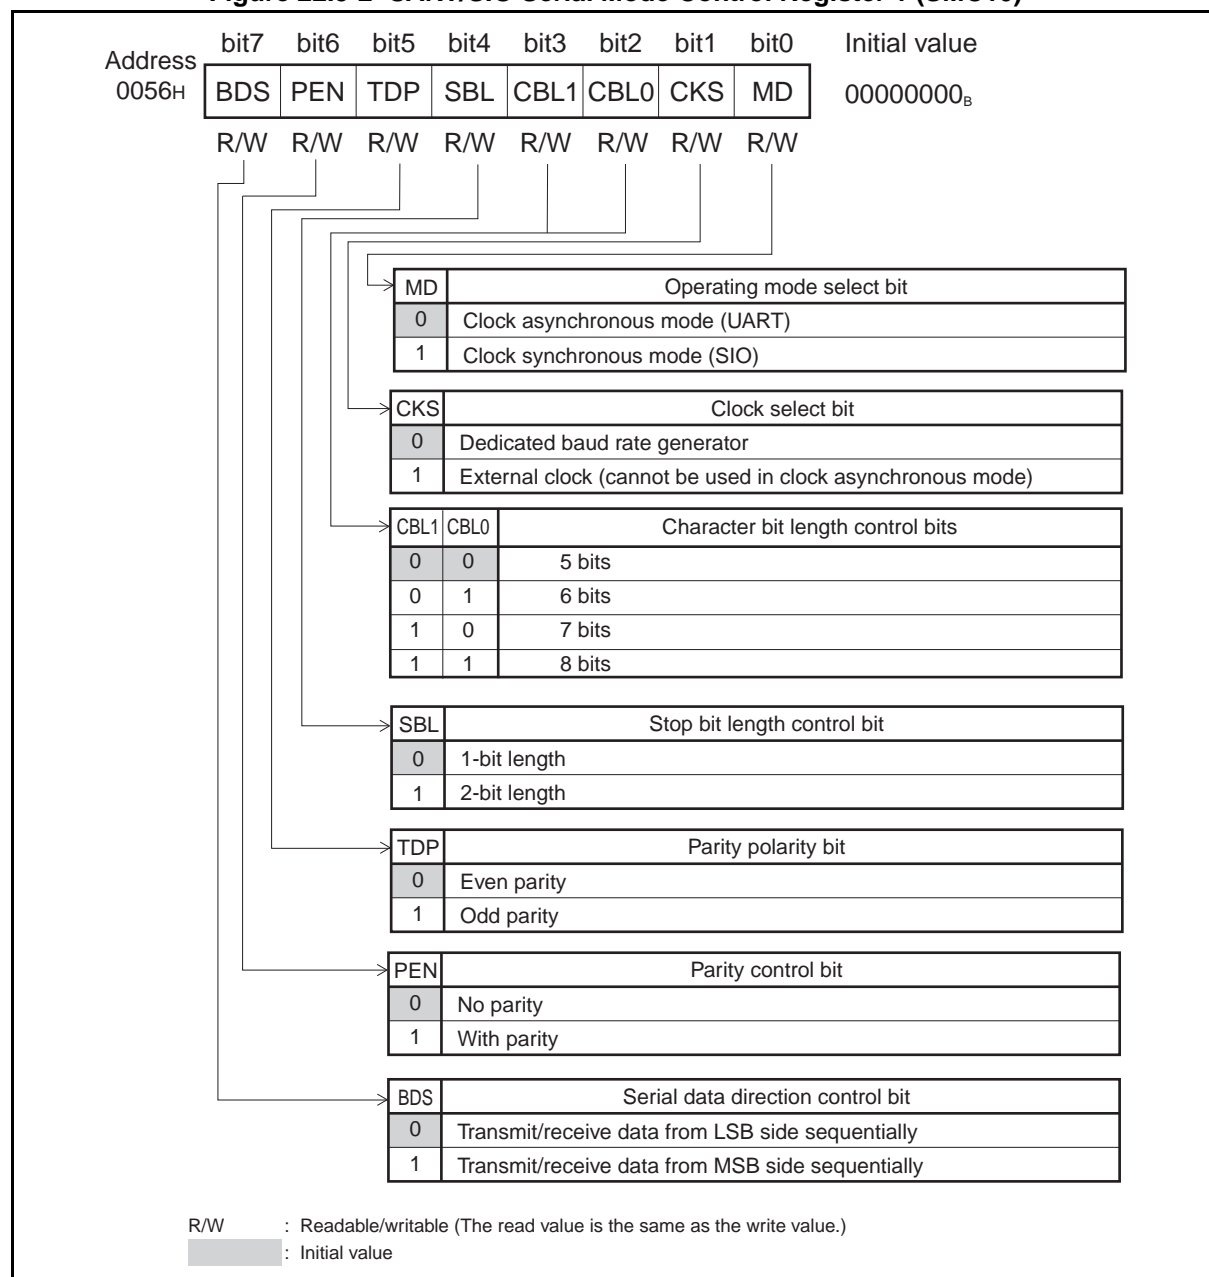 bit7 bit6 bit5 bit4 bit3 bit2 bit1 bit0 Initial value
Address
0056H BDS PEN TDP SBL CBL1 CBL0 CKS MD 00000000B
R/W R/W R/W R/W R/W R/W R/W R/W
MD Operating mode select bit
0 Clock asynchronous mode (UART)
1 Clock synchronous mode (SIO)
CKS Clock select bit
0 Dedicated baud rate generator
1 External clock (cannot be used in clock asynchronous mode)
CBL1 CBL0 Character bit length control bits
0 0 5 bits
0 1 6 bits
1 0 7 bits
1 1 8 bits
SBL Stop bit length control bit
0 1-bit length
1 2-bit length
TDP Parity polarity bit
0 Even parity
1 Odd parity
PEN Parity control bit
0 No parity
1 With parity
BDS Serial data direction control bit
0 Transmit/receive data from LSB side sequentially
1 Transmit/receive data from MSB side sequentially
R/W : Readable/writable (The read value is the same as the write value.)
: Initial value